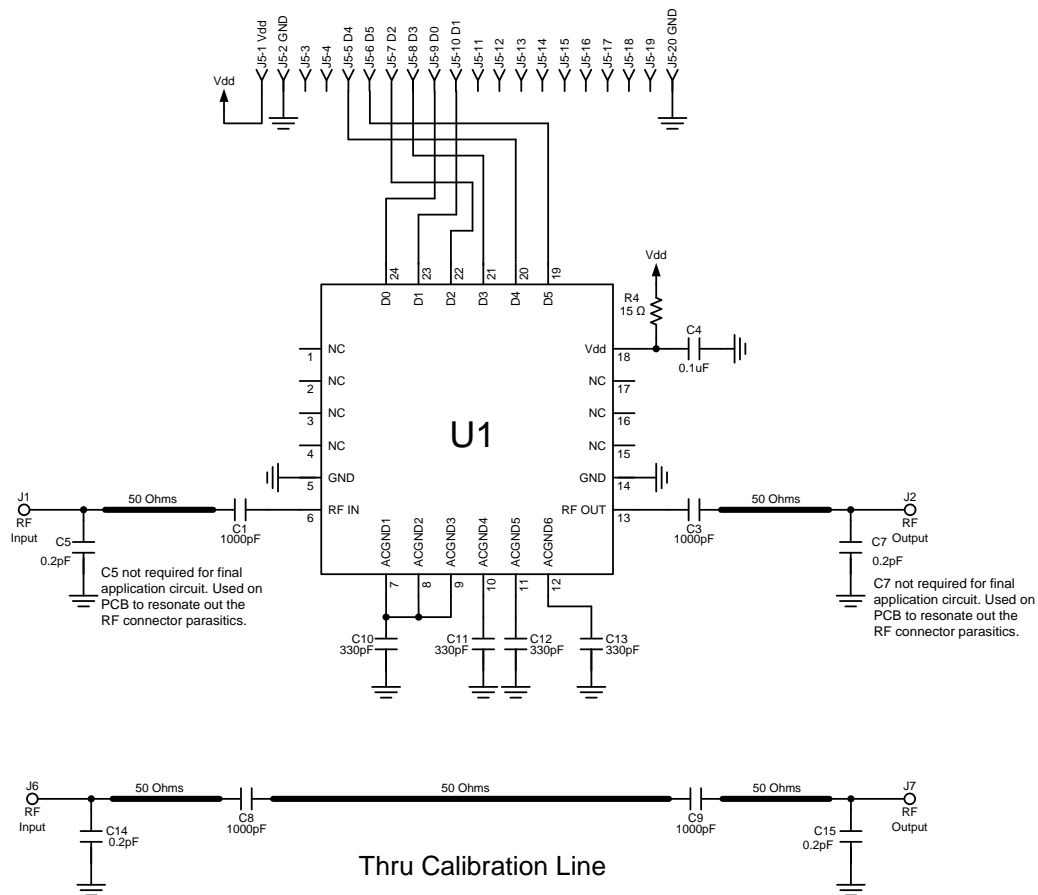 J5-1 Vdd
J5-2 GND
J5-3
J5-4
J5-5 D4
J5-6 D5
J5-7 D2
J5-8 D3
J5-9 D0
J5-10 D1
J5-11
J5-12
J5-13
J5-14
J5-15
J5-16
J5-17
J5-18
J5-19
J5-20 GND
Vdd
24
23
22
21
20
19
D0
D1
D2
D3
D4
D5
Vdd
R4
15 Ω
C4
0.1uF
NC
1
NC
2
NC
3
NC
4
GND
5
RF IN
6
U1
Vdd
18
NC
17
NC
16
NC
15
GND
14
RF OUT
13
ACGND1
ACGND2
ACGND3
ACGND4
ACGND5
ACGND6
7
8
9
10
11
12
J1
RF
Input
50 Ohms
C1
1000pF
C5
0.2pF
C5 not required for final
application circuit. Used on
PCB to resonate out the
RF connector parasitics.
C3
1000pF
50 Ohms
J2
RF
Output
C7
0.2pF
C7 not required for final
application circuit. Used on
PCB to resonate out the
RF connector parasitics.
C10
330pF
C11
330pF
C12
330pF
C13
330pF
J6
RF
Input
50 Ohms
C8
1000pF
50 Ohms
C9
1000pF
50 Ohms
J7
RF
Output
C14
0.2pF
C15
0.2pF
Thru Calibration Line